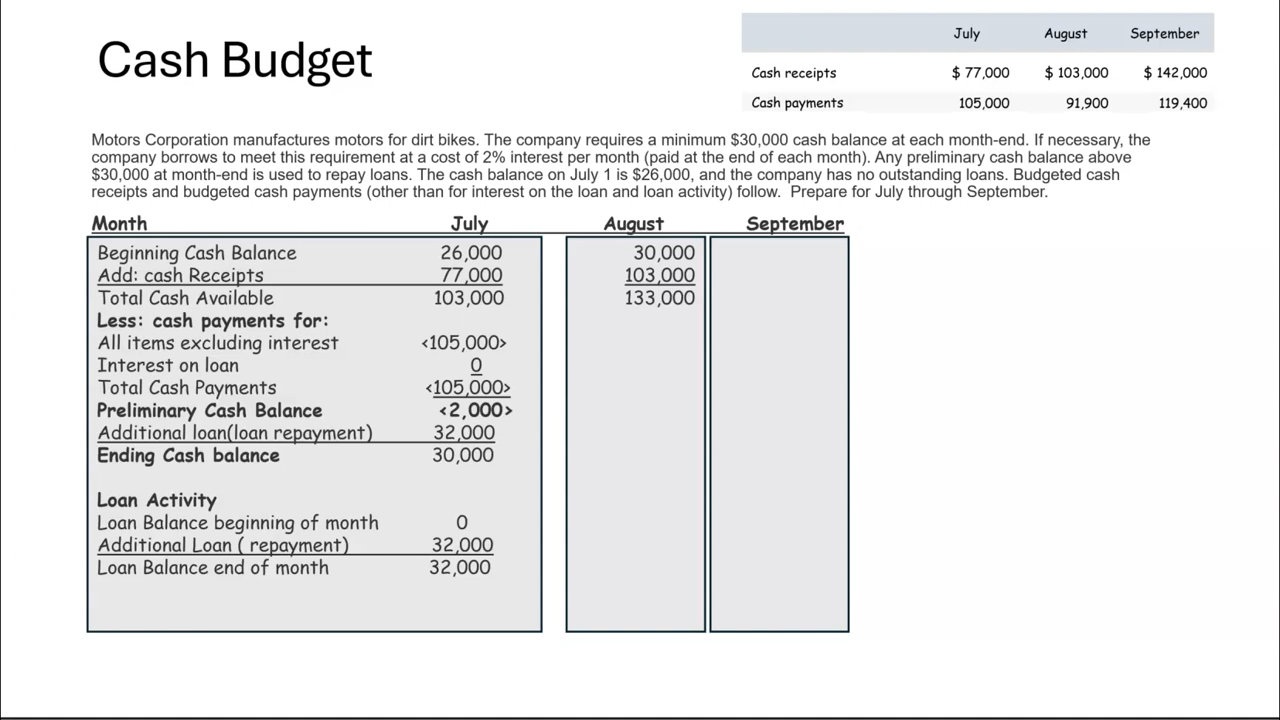 Cash Budget
July August September
Cash receipts $ 77,000 $ 103,000 $ 142,000
Cash payments 105,000 91,900 119,400
Motors Corporation manufactures motors for dirt bikes. The company requires a minimum $30,000 cash balance at each month-end. If necessary, the
company borrows to meet this requirement at a cost of 2% interest per month (paid at the end of each month). Any preliminary cash balance above
$30,000 at month-end is used to repay loans. The cash balance on July 1 is $26,000, and the company has no outstanding loans. Budgeted cash
receipts and budgeted cash payments (other than for interest on the loan and loan activity) follow. Prepare for July through September.
Month July August September
Beginning Cash Balance 26,000 30,000
Add: cash Receipts 77,000 103,000
Total Cash Available 103,000 133,000
Less: cash payments for:
All items excluding interest <105,000>
Interest on loan 0
Total Cash Payments <105,000>
Preliminary Cash Balance <2,000>
Additional loan(loan repayment) 32,000
Ending Cash balance 30,000
Loan Activity
Loan Balance beginning of month 0
Additional Loan ( repayment) 32,000
Loan Balance end of month 32,000